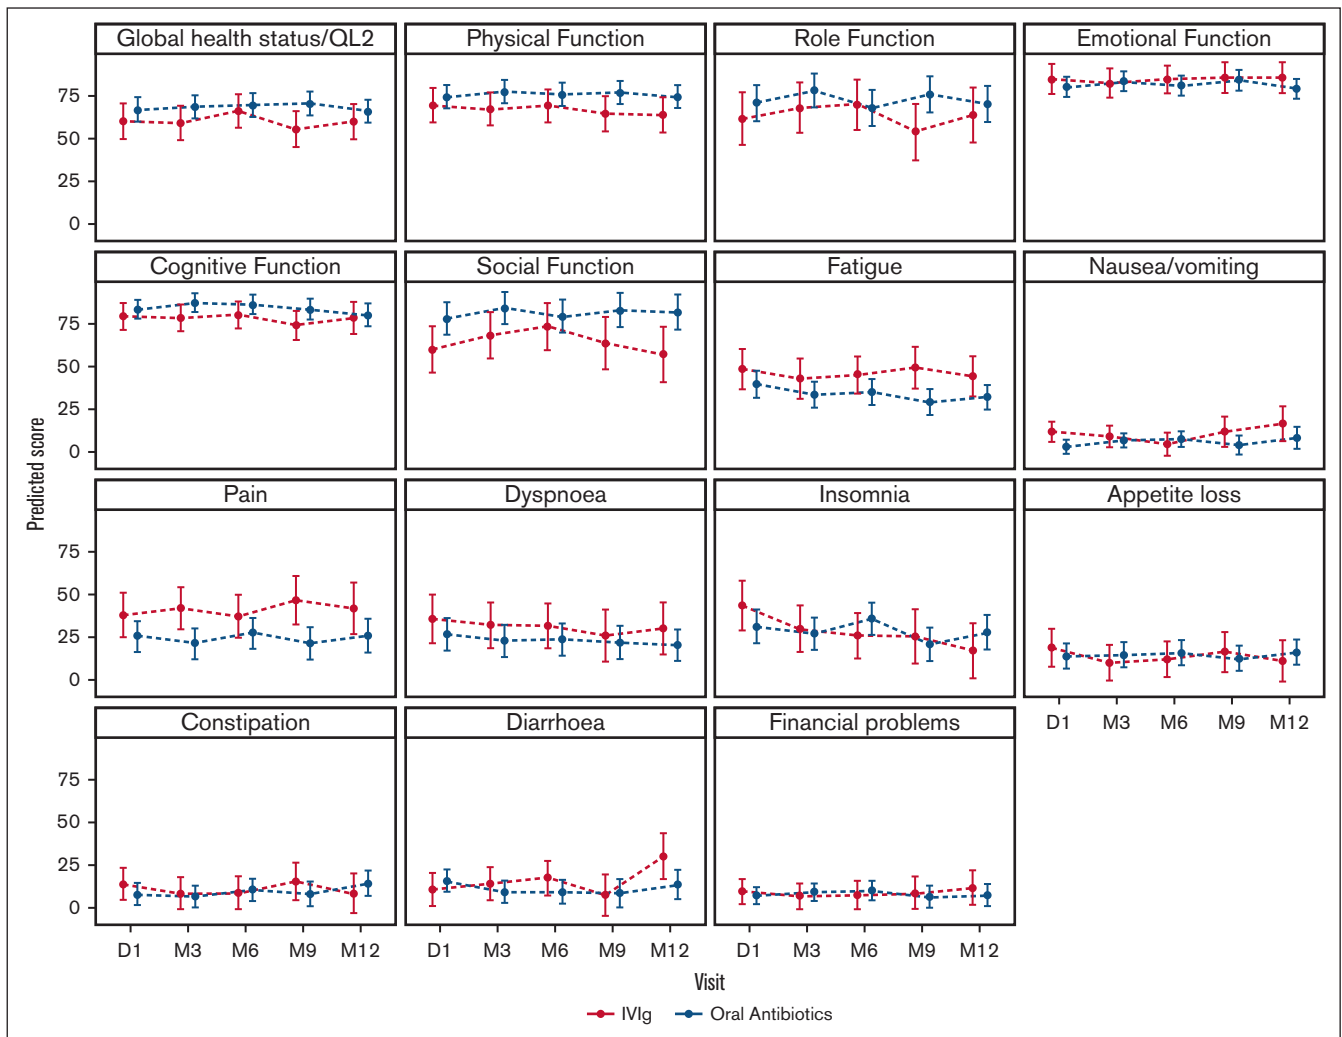 Global health status/QL2 Physical Function Role Function Emotional Function
75
50
25
0
Cognitive Function Social Function Fatigue Nausea/vomiting
75
50
25
0
Predicted score
Pain Dyspnoea Insomnia Appetite loss
75
50
25
0
D1 M3 M6 M9 M12
Constipation Diarrhoea Financial problems
75
50
25
0
D1 M3 M6 M9 M12 D1 M3 M6 M9 M12 D1 M3 M6 M9 M12
Visit
IVIg Oral Antibiotics